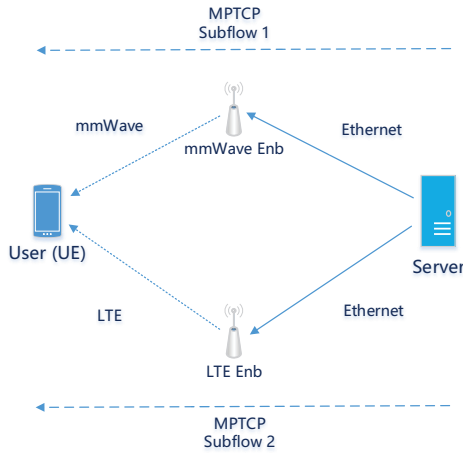 MPTCP
Subflow 1
mmWave
Ethernet
mmWave Enb
User (UE)
Server
LTE
Ethernet
LTE Enb
MPTCP
Subflow 2